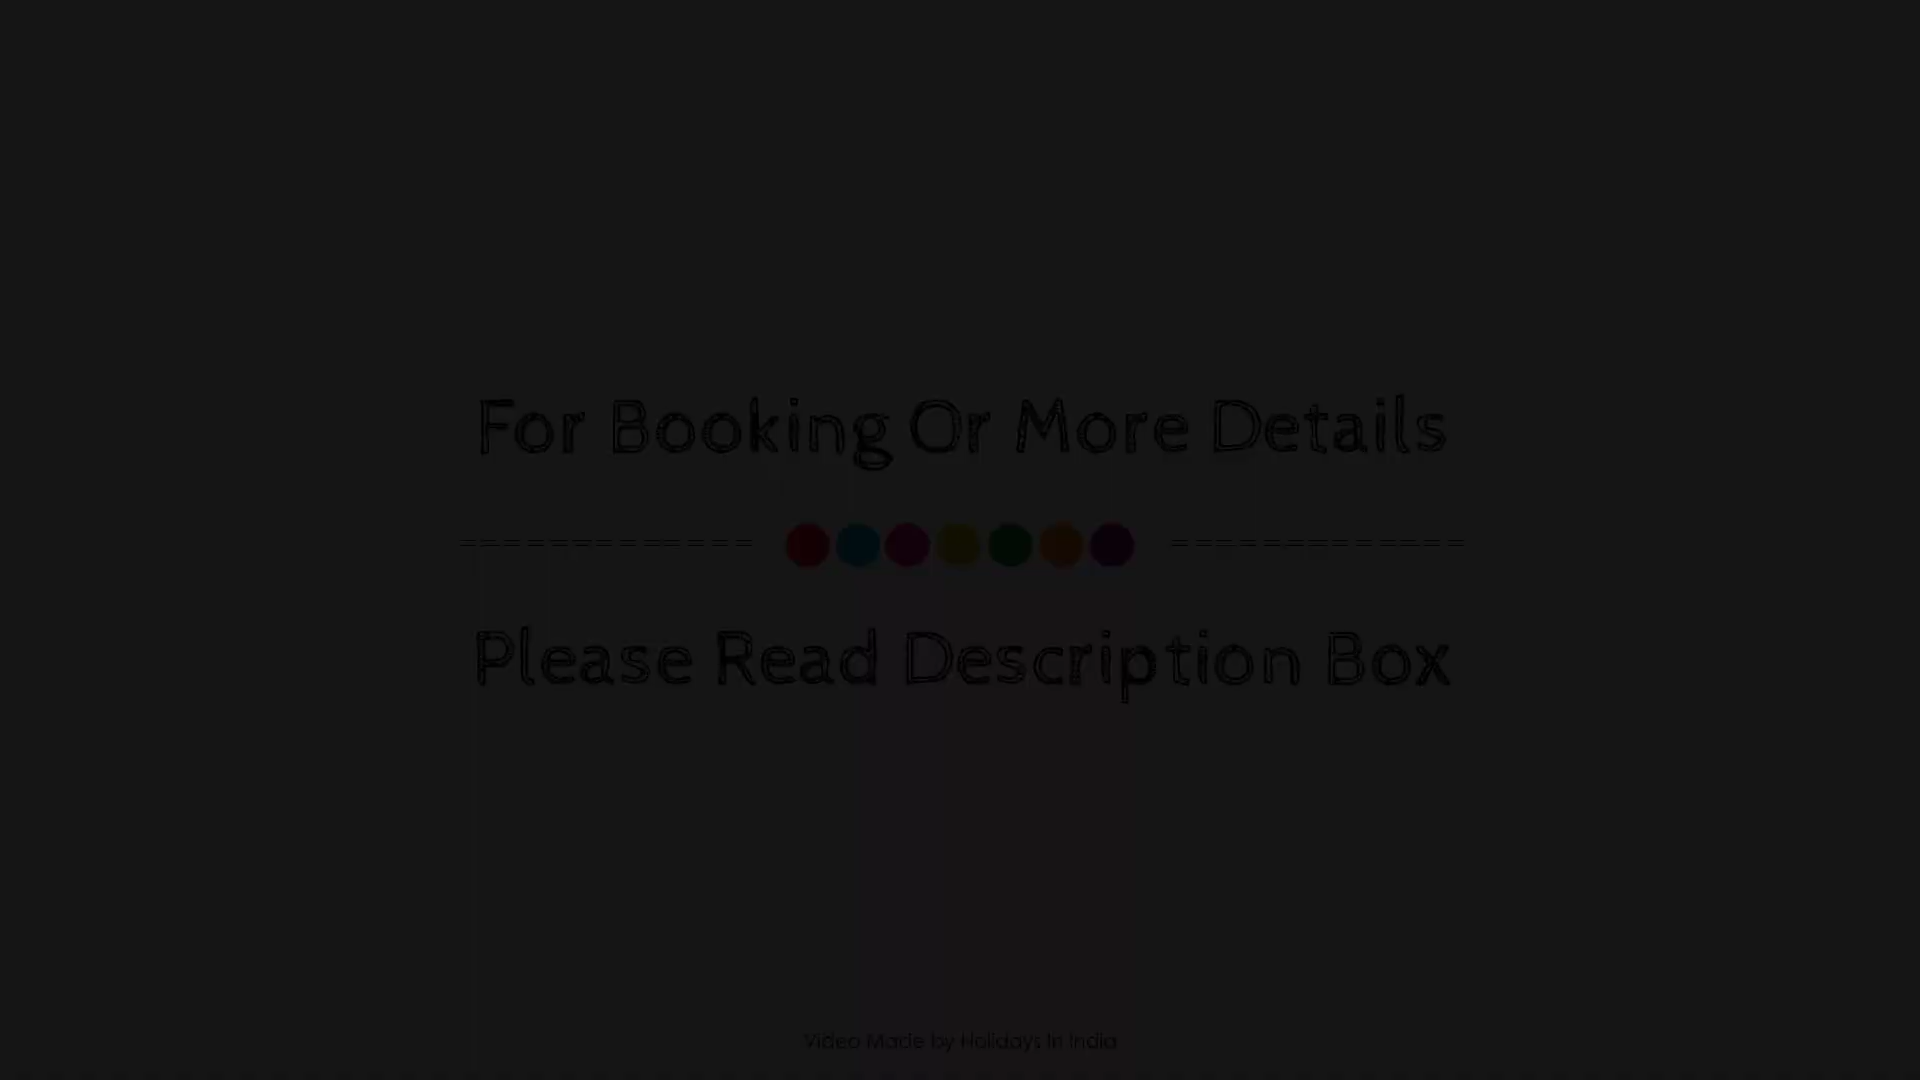 For Booking Or More Details
============= =============
Please Read Description Box
Video Made by Holidays In India